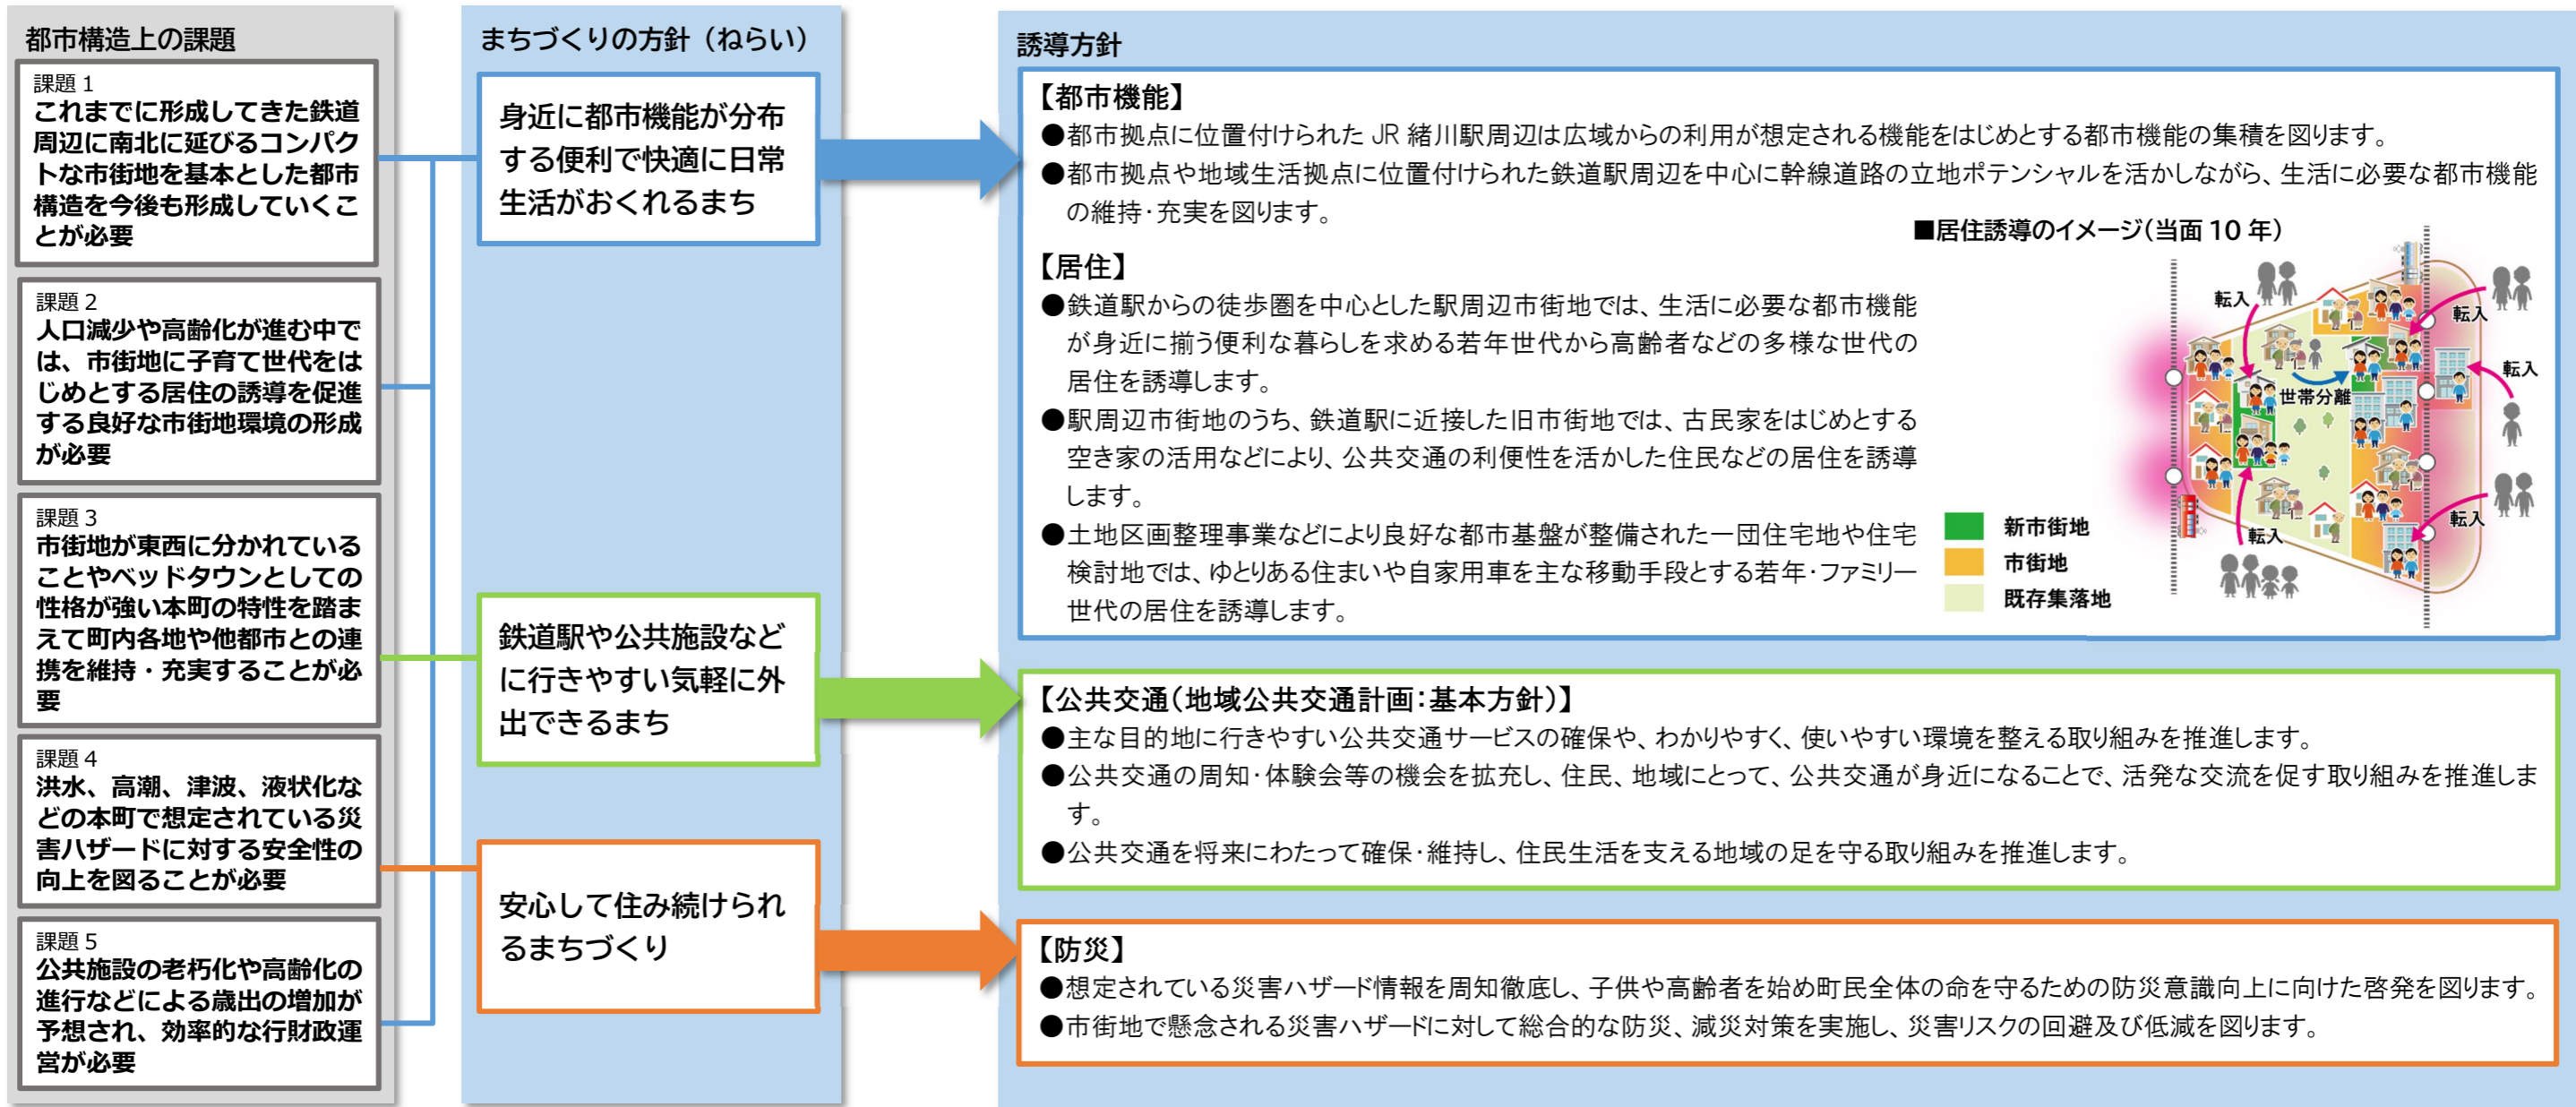 都市構造上の課題
課題 1
これまでに形成してきた鉄道
周辺に南北に延びるコンパク
トな市街地を基本とした都市
構造を今後も形成していくこ
とが必要
課題 2
人口減少や高齢化が進む中で
は、市街地に子育て世代をは
じめとする居住の誘導を促進
する良好な市街地環境の形成
が必要
課題 3
市街地が東西に分かれている
ことやベッドタウンとしての
性格が強い本町の特性を踏ま
えて町内各地や他都市との連
携を維持・充実することが必
要
課題 4
洪水、高潮、津波、液状化な
どの本町で想定されている災
害ハザードに対する安全性の
向上を図ることが必要
課題 5
公共施設の老朽化や高齢化の
進行などによる歳出の増加が
予想され、効率的な行財政運
営が必要
まちづくりの方針（ねらい）
身近に都市機能が分布
する便利で快適に日常
生活がおくれるまち
鉄道駅や公共施設など
に行きやすい気軽に外
出できるまち
安心して住み続けられ
るまちづくり
誘導方針
【都市機能】
●都市拠点に位置付けられた JR 緒川駅周辺は広域からの利用が想定される機能をはじめとする都市機能の集積を図ります。
●都市拠点や地域生活拠点に位置付けられた鉄道駅周辺を中心に幹線道路の立地ポテンシャルを活かしながら、生活に必要な都市機能
の維持・充実を図ります。
【居住】
●鉄道駅からの徒歩圏を中心とした駅周辺市街地では、生活に必要な都市機能
が身近に揃う便利な暮らしを求める若年世代から高齢者などの多様な世代の
居住を誘導します。
●駅周辺市街地のうち、鉄道駅に近接した旧市街地では、古民家をはじめとする
空き家の活用などにより、公共交通の利便性を活かした住民などの居住を誘導
します。
●土地区画整理事業などにより良好な都市基盤が整備された一団住宅地や住宅
検討地では、ゆとりある住まいや自家用車を主な移動手段とする若年・ファミリー
世代の居住を誘導します。
■居住誘導のイメージ（当面 10 年）
転入
転入
転入
世帯分離
転入
転入
新市街地
市街地
既存集落地
【公共交通（地域公共交通計画：基本方針）】
●主な目的地に行きやすい公共交通サービスの確保や、わかりやすく、使いやすい環境を整える取り組みを推進します。
●公共交通の周知・体験会等の機会を拡充し、住民、地域にとって、公共交通が身近になることで、活発な交流を促す取り組みを推進しま
す。
●公共交通を将来にわたって確保・維持し、住民生活を支える地域の足を守る取り組みを推進します。
【防災】
●想定されている災害ハザード情報を周知徹底し、子供や高齢者を始め町民全体の命を守るための防災意識向上に向けた啓発を図ります。
●市街地で懸念される災害ハザードに対して総合的な防災、減災対策を実施し、災害リスクの回避及び低減を図ります。